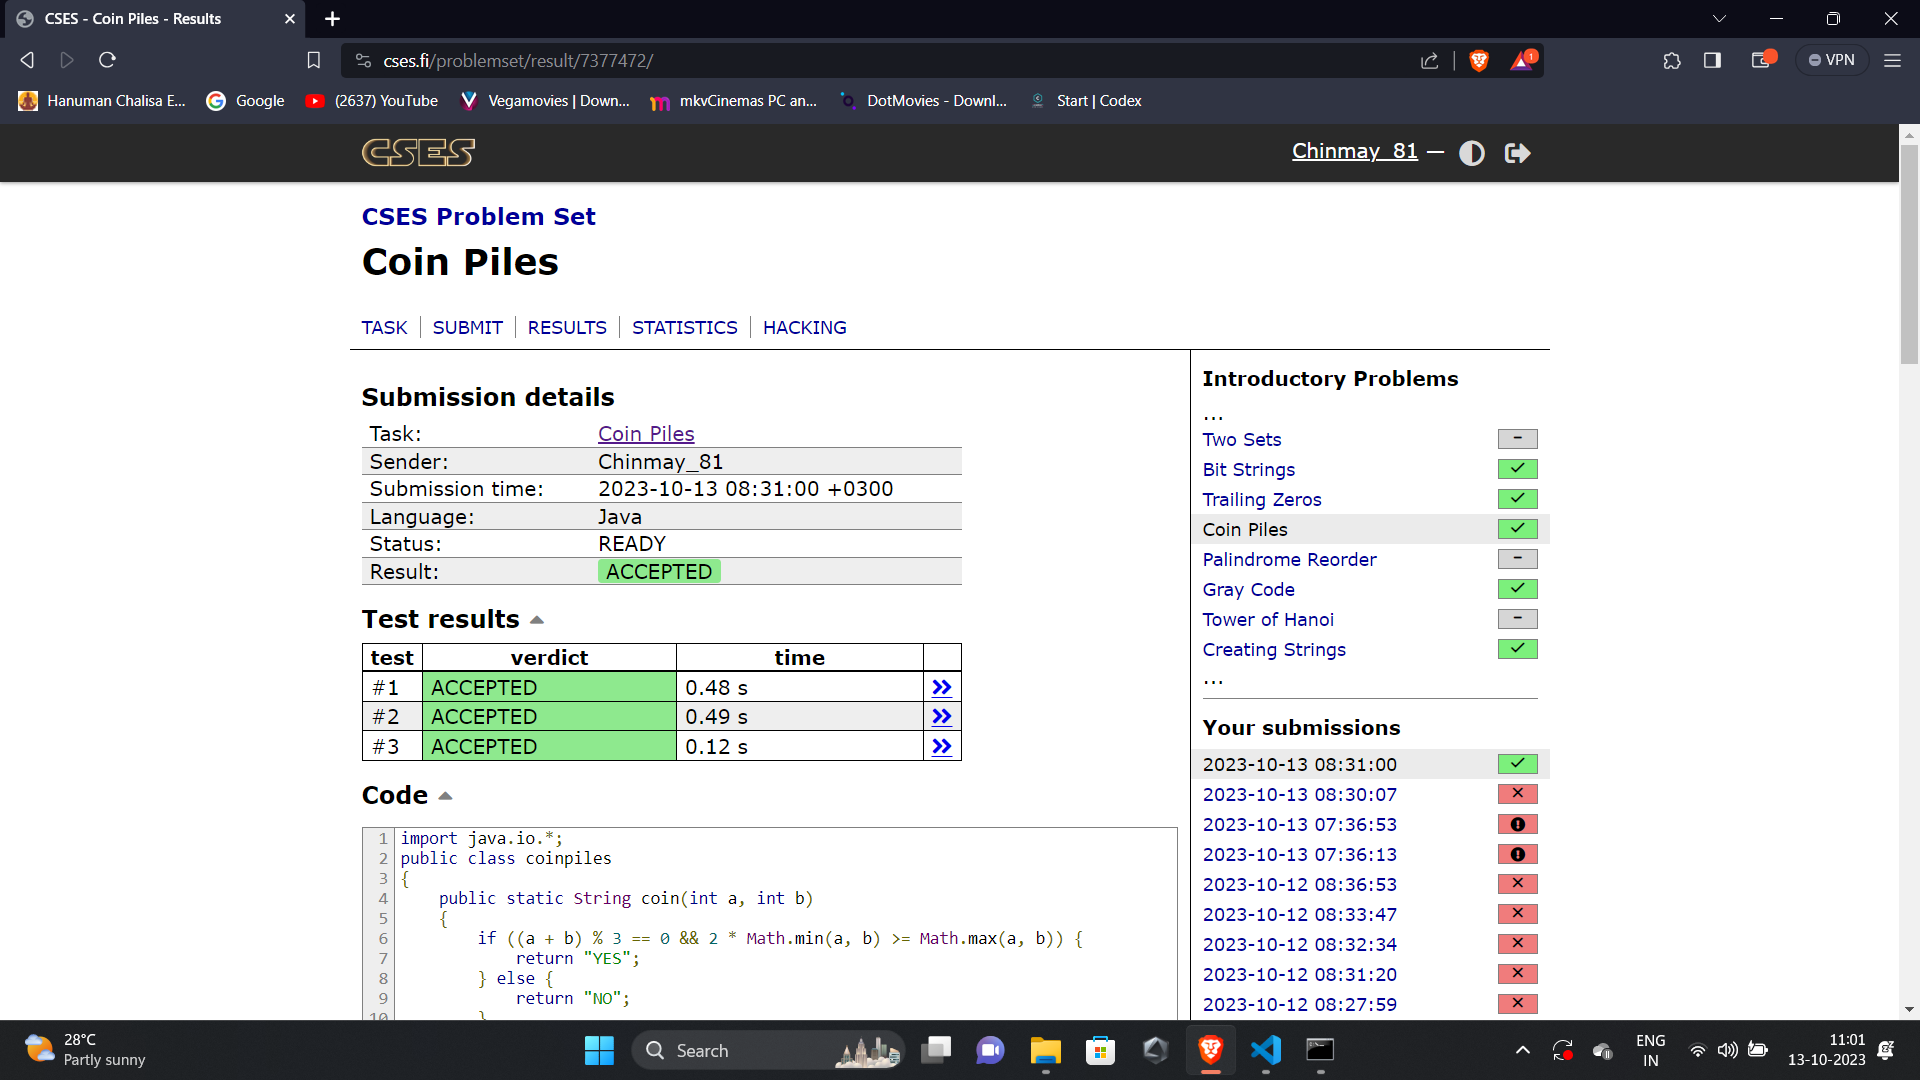 CSES - Coin Piles - Results
cses.fi/problemset/result/7377472/
1
VPN
Hanuman Chalisa E...
Google
(2637) YouTube
Vegamovies | Down...
mkvCinemas PC an...
DotMovies - Downl...
Start | Codex
CSES
Chinmay_81 —
CSES Problem Set
Coin Piles
TASK
SUBMIT
RESULTS
STATISTICS
HACKING
Submission details
Task: Coin Piles
Sender: Chinmay_81
Submission time: 2023-10-13 08:31:00 +0300
Language: Java
Status: READY
Result: ACCEPTED
Test results
test verdict time
#1 ACCEPTED 0.48 s >>
#2 ACCEPTED 0.49 s >>
#3 ACCEPTED 0.12 s >>
Code
1 import java.io.*;
2 public class coinpiles
3 {
4 public static String coin(int a, int b)
5 {
6 if ((a + b) % 3 == 0 && 2 * Math.min(a, b) >= Math.max(a, b)) {
7 return "YES";
8 } else {
9 return "NO";
10 }
Introductory Problems
...
Two Sets –
Bit Strings
Trailing Zeros
Coin Piles
Palindrome Reorder –
Gray Code
Tower of Hanoi –
Creating Strings
...
Your submissions
2023-10-13 08:31:00
2023-10-13 08:30:07
2023-10-13 07:36:53
2023-10-13 07:36:13
2023-10-12 08:36:53
2023-10-12 08:33:47
2023-10-12 08:32:34
2023-10-12 08:31:20
2023-10-12 08:27:59
28°C
Partly sunny
Search
ENG
IN
11:01
13-10-2023